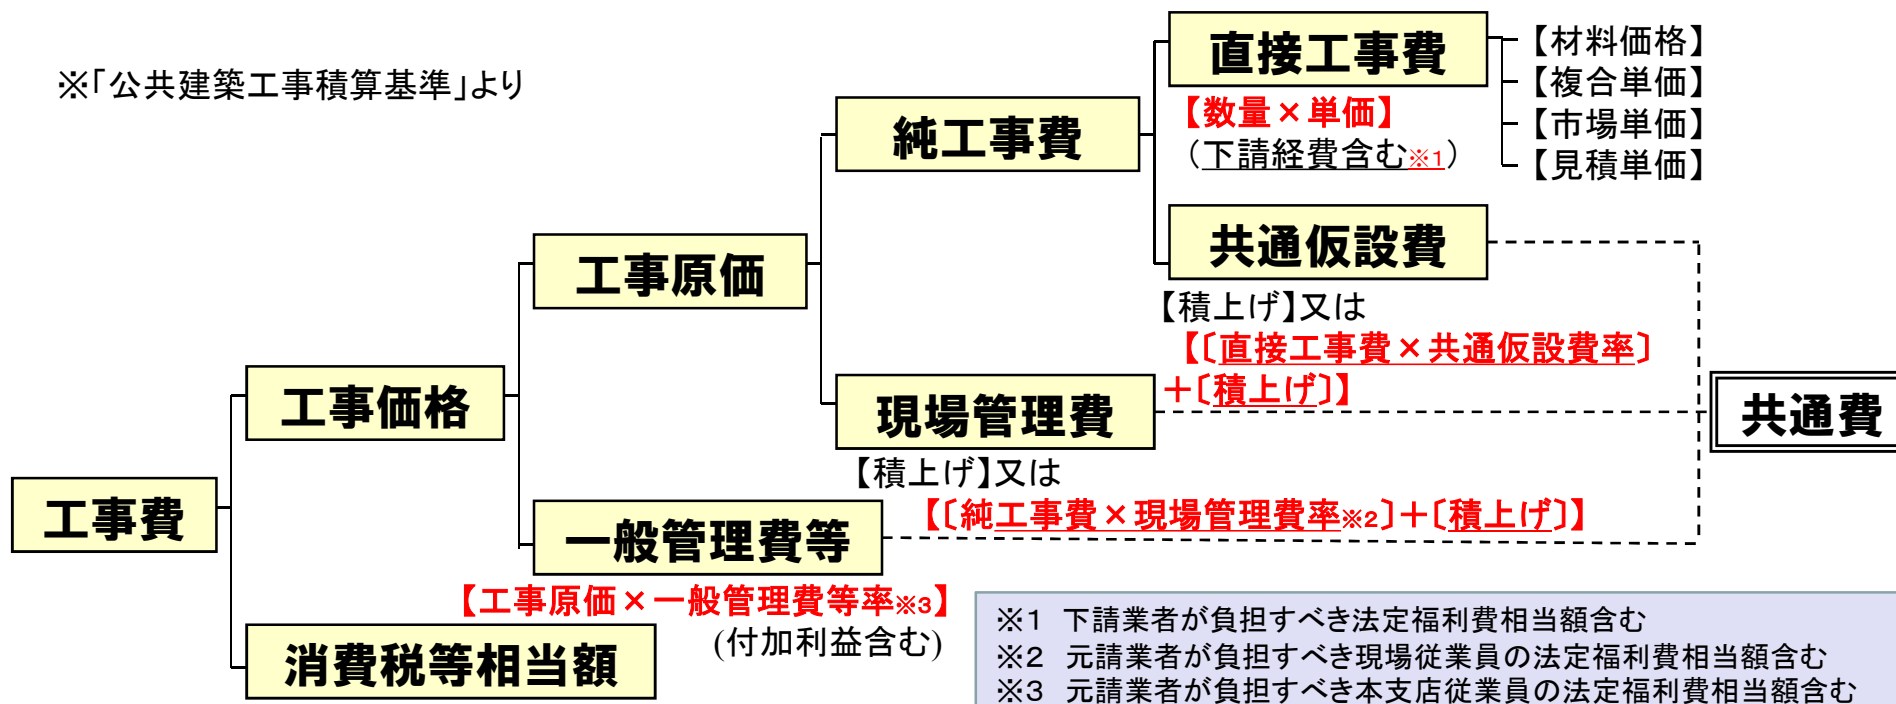 ※「公共建築工事積算基準」より
直接工事費
【材料価格】
【複合単価】
【市場単価】
【見積単価】
【数量×単価】
（下請経費含む※1）
純工事費
共通仮設費
【積上げ】又は
【〔直接工事費×共通仮設費率〕
＋〔積上げ〕】
工事原価
現場管理費
【積上げ】又は
【〔純工事費×現場管理費率※2〕＋〔積上げ〕】
共通費
工事価格
一般管理費等
【工事原価×一般管理費等率※3】
(付加利益含む)
工事費
消費税等相当額
※1 下請業者が負担すべき法定福利費相当額含む
※2 元請業者が負担すべき現場従業員の法定福利費相当額含む
※3 元請業者が負担すべき本支店従業員の法定福利費相当額含む